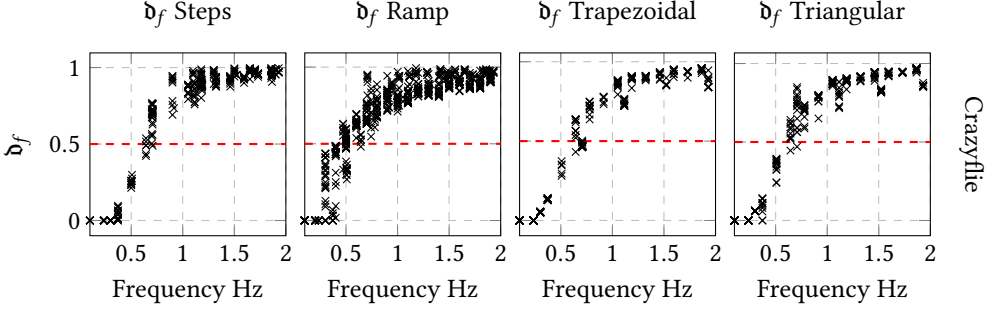 𝔡f Steps 𝔡f Ramp 𝔡f Trapezoidal 𝔡f Triangular
1
0.5
0
𝔡f
0.5 1 1.5 2 0.5 1 1.5 2 0.5 1 1.5 2 0.5 1 1.5 2
Frequency Hz Frequency Hz Frequency Hz Frequency Hz
Crazyflie